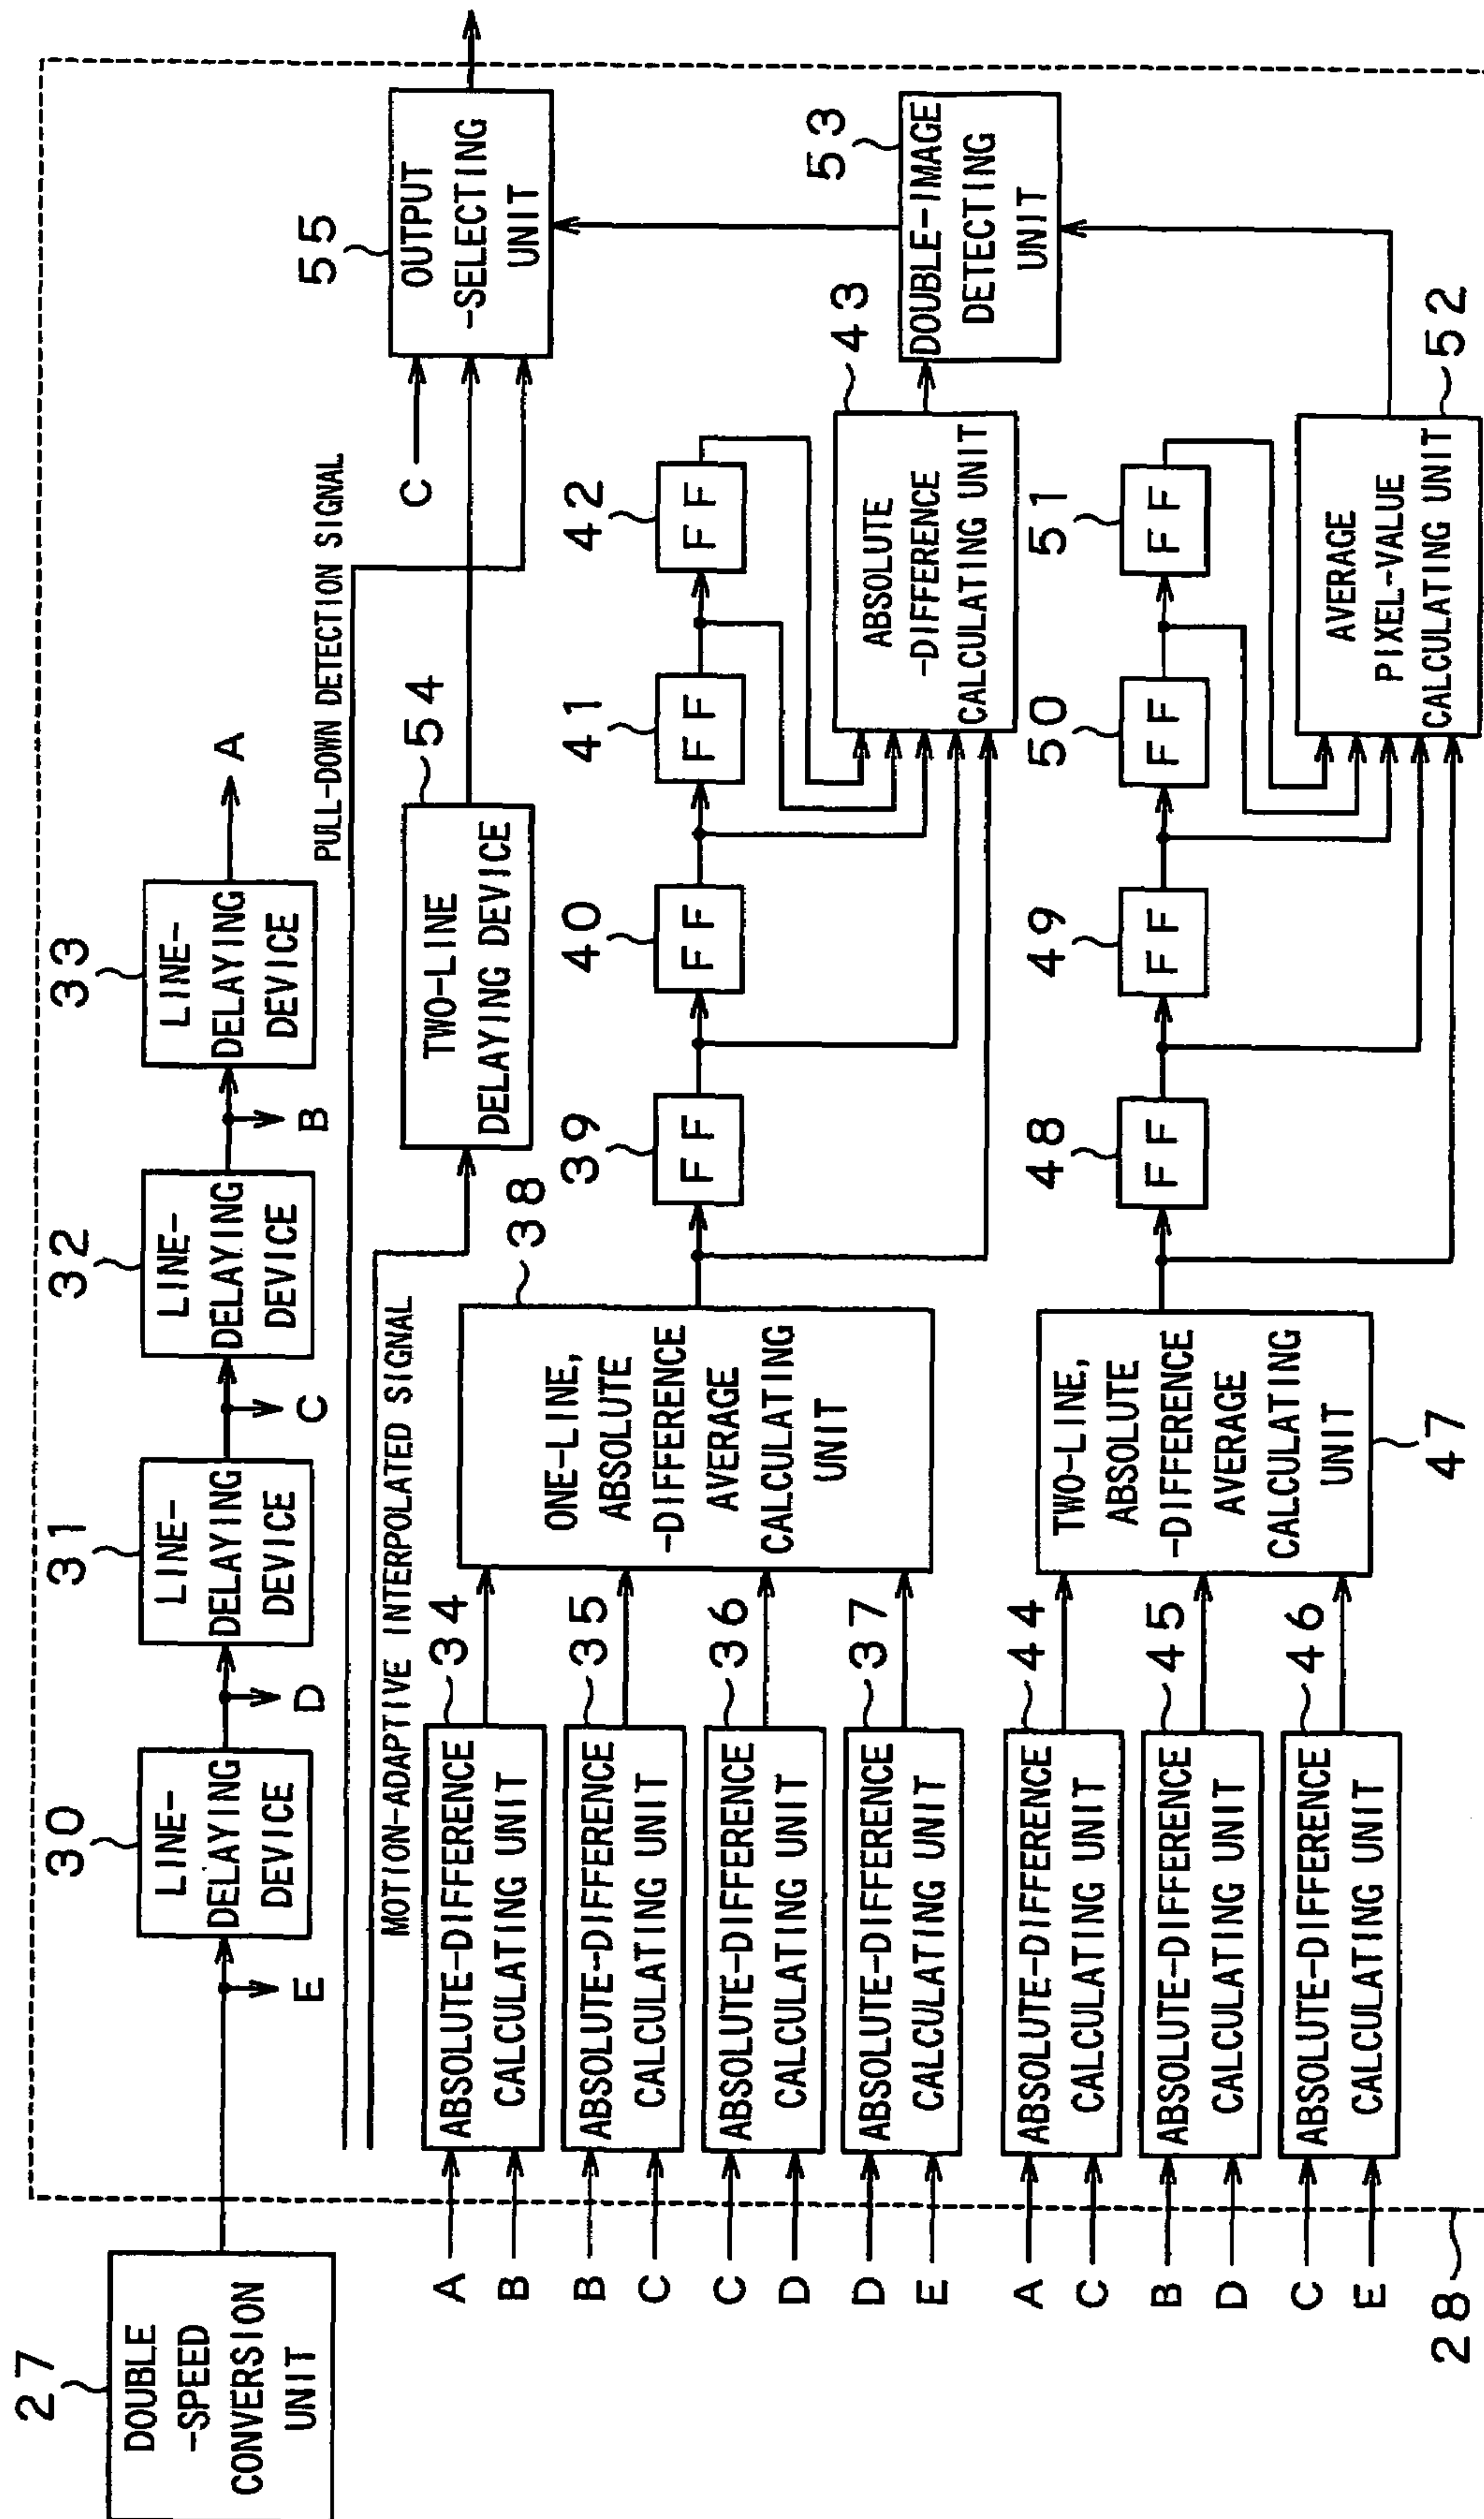 27
DOUBLE
-SPEED
CONVERSION
UNIT
E
30
LINE-
DELAYING
DEVICE
D
31
LINE-
DELAYING
DEVICE
C
32
LINE-
DELAYING
DEVICE
B
33
LINE-
DELAYING
DEVICE
A
PULL-DOWN DETECTION SIGNAL
MOTION-ADAPTIVE INTERPOLATED SIGNAL
54
TWO-LINE
DELAYING DEVICE
C
55
OUTPUT
-SELECTING
UNIT
A
B
ABSOLUTE-DIFFERENCE
CALCULATING UNIT
34
B
C
ABSOLUTE-DIFFERENCE
CALCULATING UNIT
35
C
D
ABSOLUTE-DIFFERENCE
CALCULATING UNIT
36
D
E
ABSOLUTE-DIFFERENCE
CALCULATING UNIT
37
38
ONE-LINE,
ABSOLUTE
-DIFFERENCE
AVERAGE
CALCULATING
UNIT
39
FF
40
FF
41
FF
42
FF
43
ABSOLUTE
-DIFFERENCE
CALCULATING UNIT
53
DOUBLE-IMAGE
DETECTING
UNIT
A
C
ABSOLUTE-DIFFERENCE
CALCULATING UNIT
44
B
D
ABSOLUTE-DIFFERENCE
CALCULATING UNIT
45
C
E
ABSOLUTE-DIFFERENCE
CALCULATING UNIT
46
TWO-LINE,
ABSOLUTE
-DIFFERENCE
AVERAGE
CALCULATING
UNIT
47
48
FF
49
FF
50
FF
51
FF
AVERAGE
PIXEL-VALUE
CALCULATING UNIT
52
28